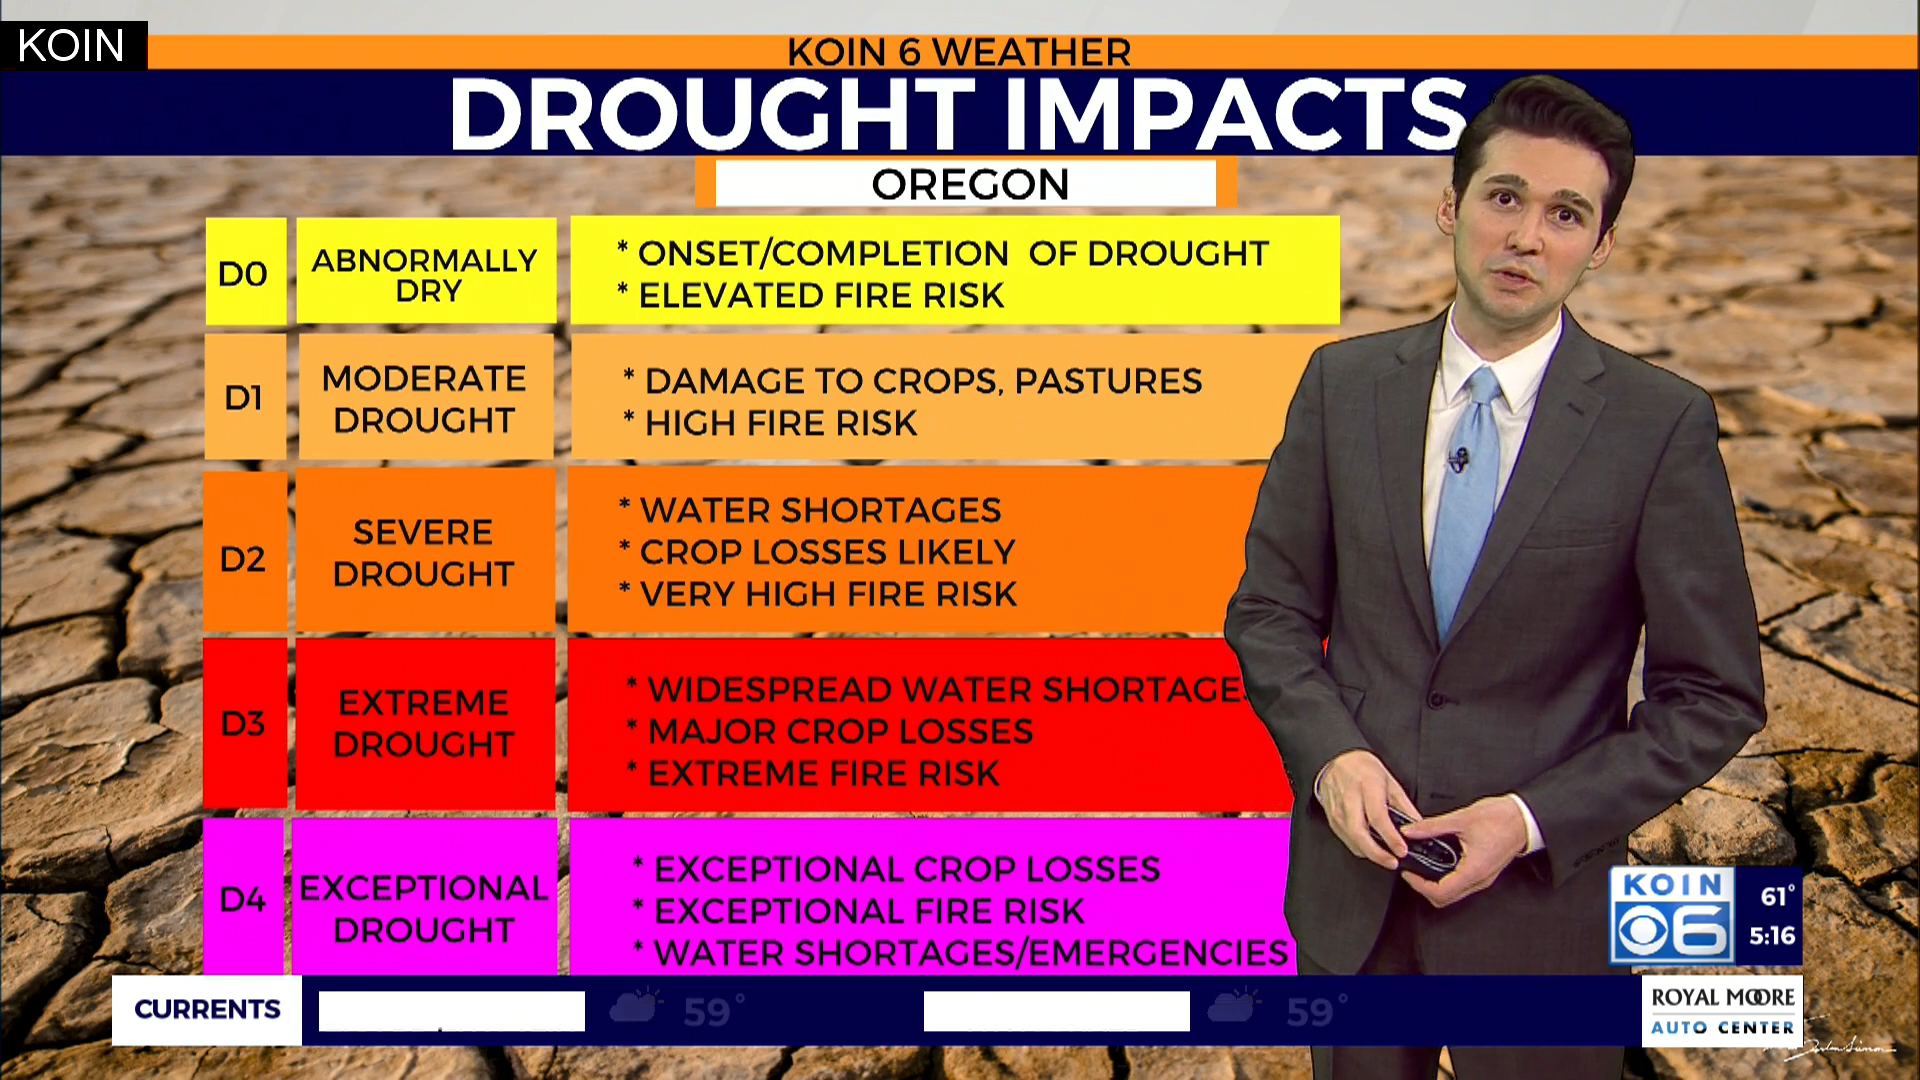 KOIN
KOIN 6 WEATHER
DROUGHT IMPACTS
OREGON
D0
ABNORMALLY
DRY
* ONSET/COMPLETION OF DROUGHT
* ELEVATED FIRE RISK
D1
MODERATE
DROUGHT
* DAMAGE TO CROPS, PASTURES
* HIGH FIRE RISK
D2
SEVERE
DROUGHT
* WATER SHORTAGES
* CROP LOSSES LIKELY
* VERY HIGH FIRE RISK
D3
EXTREME
DROUGHT
* WIDESPREAD WATER SHORTAGES
* MAJOR CROP LOSSES
* EXTREME FIRE RISK
D4
EXCEPTIONAL
DROUGHT
* EXCEPTIONAL CROP LOSSES
* EXCEPTIONAL FIRE RISK
* WATER SHORTAGES/EMERGENCIES
KOIN
6
61°
5:16
CURRENTS
59°
59°
ROYAL MOORE
AUTO CENTER